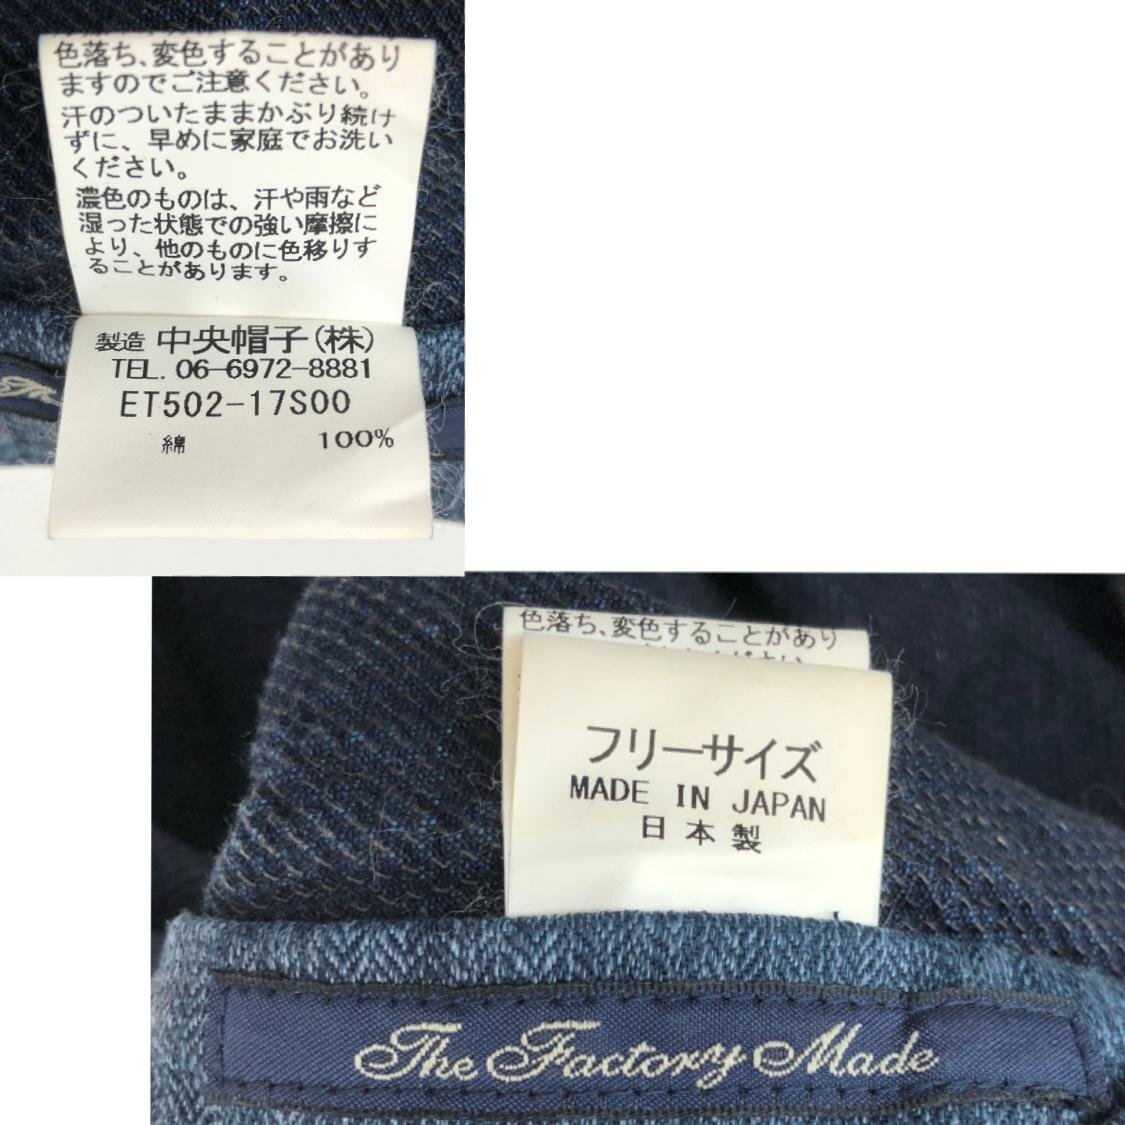 色落ち、変色することがあり
ますのでご注意ください。
汗のついたままかぶり続け
ずに、早めに家庭でお洗い
ください。
濃色のものは、汗や雨など
湿った状態での強い摩擦に
より、他のものに色移りす
ることがあります。
製造 中央帽子(株)
TEL. 06-6972-8881
ET502-17S00
綿 100%
色落ち、変色することがあり
フリーサイズ
MADE IN JAPAN
日本製
The Factory Made